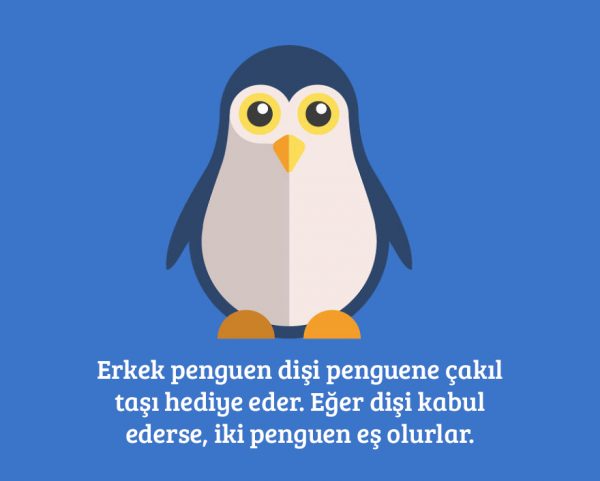 Erkek penguen dişi penguene çakıl
taşı hediye eder. Eğer dişi kabul
ederse, iki penguen eş olurlar.